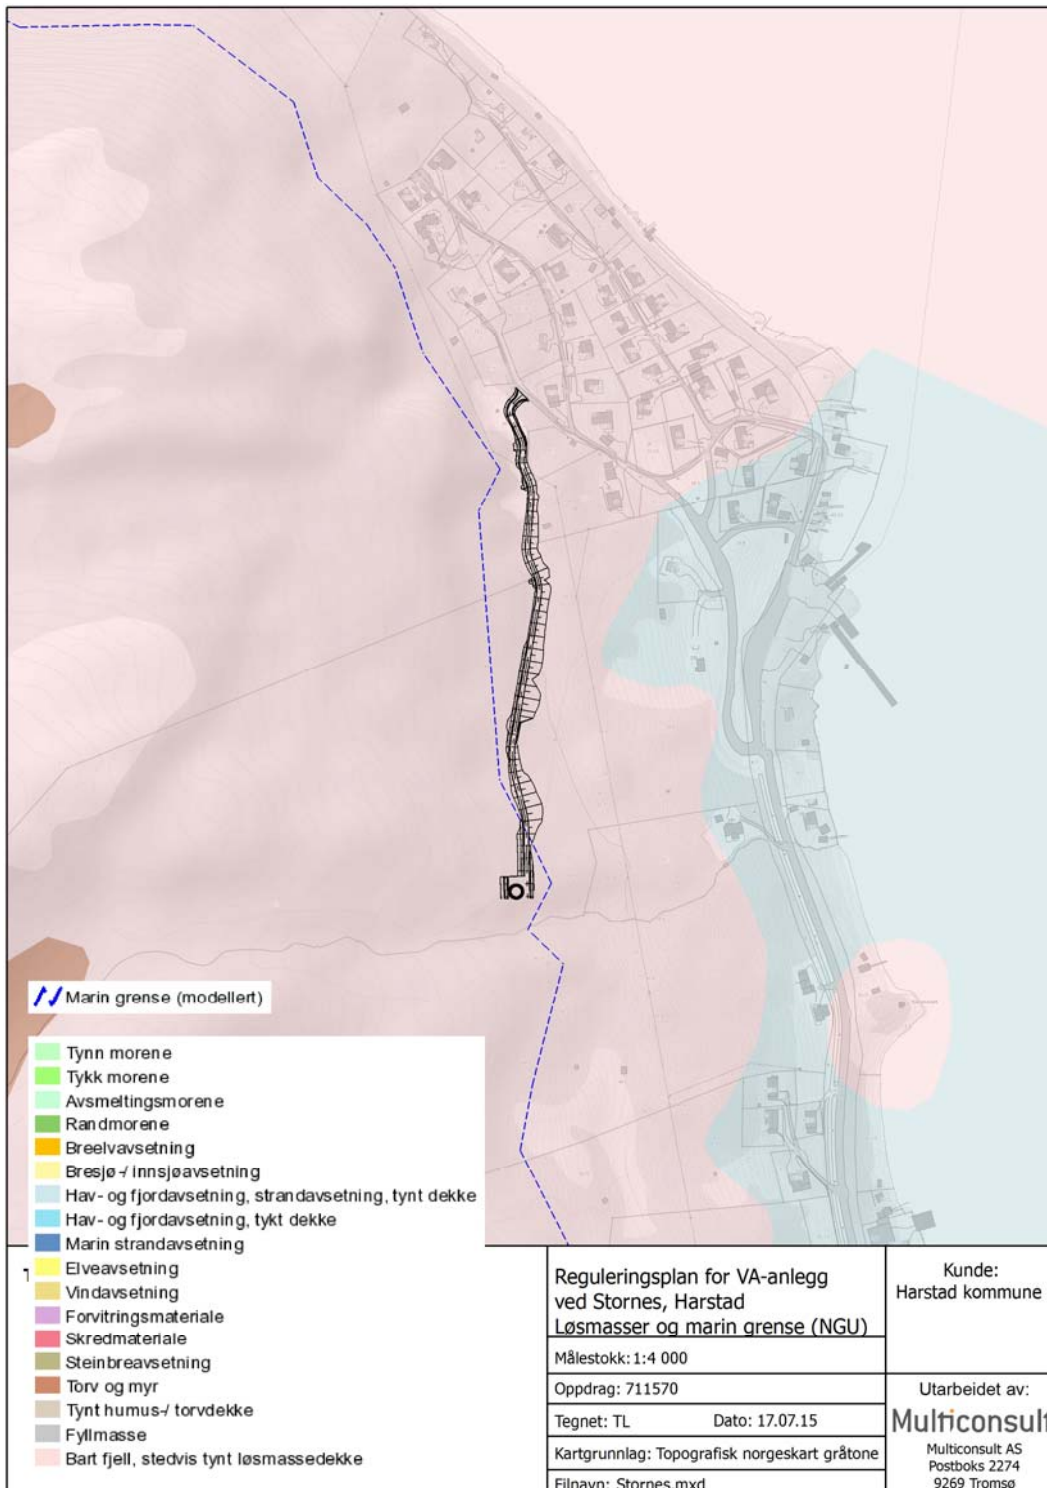 Marin grense (modellert)
Tynn morene
Tykk morene
Avsmeltingsmorene
Randmorene
Breelvavsetning
Bresjø-/ innsjøavsetning
Hav- og fjordavsetning, strandavsetning, tynt dekke
Hav- og fjordavsetning, tykt dekke
Marin strandavsetning
Elveavsetning
Vindavsetning
Forvitringsmateriale
Skredmateriale
Steinbreavsetning
Torv og myr
Tynt humus-/ torvdekke
Fyllmasse
Bart fjell, stedvis tynt løsmassedekke
Reguleringsplan for VA-anlegg
ved Stornes, Harstad
Løsmasser og marin grense (NGU)
Målestokk: 1:4 000
Oppdrag: 711570
Tegnet: TL Dato: 17.07.15
Kartgrunnlag: Topografisk norgeskart gråtone
Filnavn: Stornes.mxd
Kunde:
Harstad kommune
Utarbeidet av:
Multiconsult
Multiconsult AS
Postboks 2274
9269 Tromsø